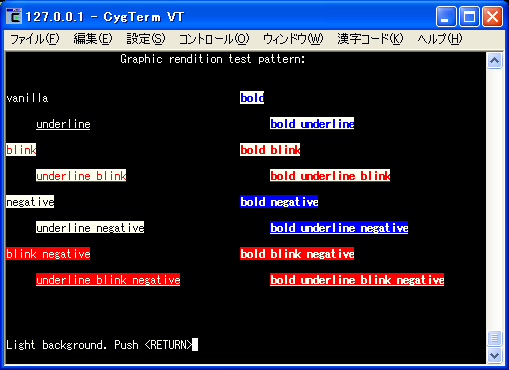 127.0.0.1 - CygTerm VT
ファイル(F) 編集(E) 設定(S) コントロール(O) ウィンドウ(W) 漢字コード(K) ヘルプ(H)
Graphic rendition test pattern:
vanilla bold
underline bold underline
blink bold blink
underline blink bold underline blink
negative bold negative
underline negative bold underline negative
blink negative bold blink negative
underline blink negative bold underline blink negative
Light background. Push <RETURN>